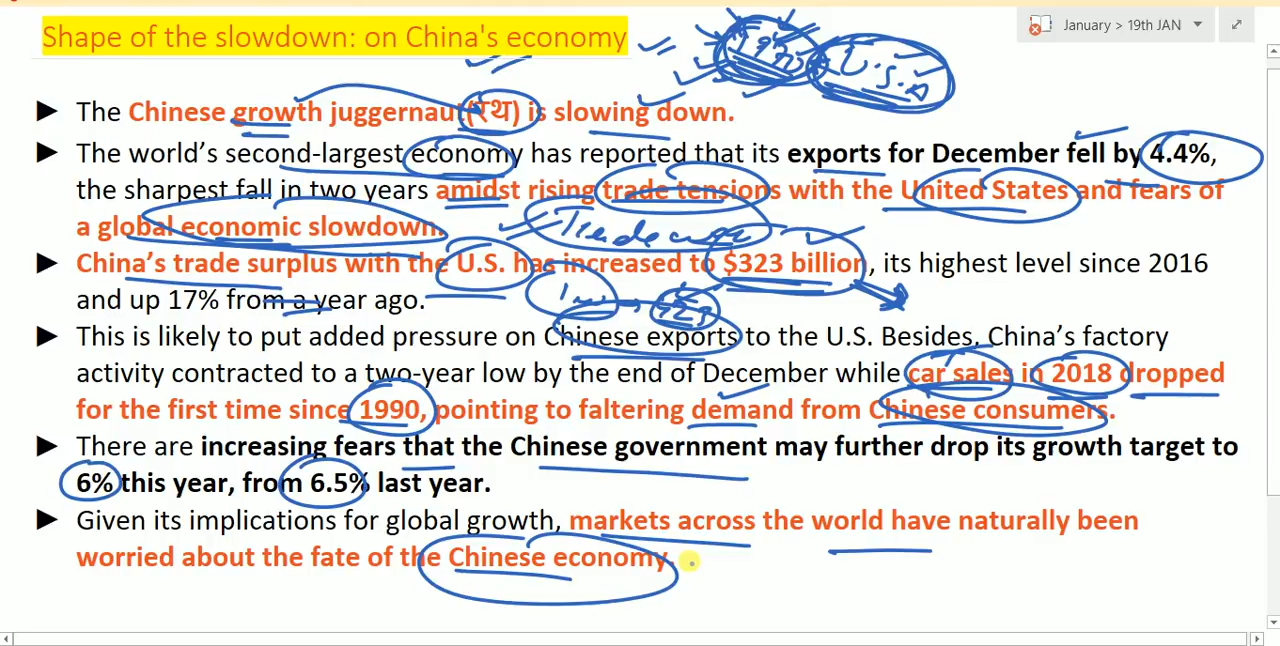 Shape of the slowdown: on China's economy
January > 19th JAN
U.S.A
▶ The Chinese growth juggernaut(रथ) is slowing down.
▶ The world's second-largest economy has reported that its exports for December fell by 4.4%,
the sharpest fall in two years amidst rising trade tensions with the United States and fears of
a global economic slowdown.
Trade war
▶ China's trade surplus with the U.S. has increased to $323 billion, its highest level since 2016
and up 17% from a year ago.
▶ This is likely to put added pressure on Chinese exports to the U.S. Besides, China's factory
activity contracted to a two-year low by the end of December while car sales in 2018 dropped
for the first time since 1990, pointing to faltering demand from Chinese consumers.
▶ There are increasing fears that the Chinese government may further drop its growth target to
6% this year, from 6.5% last year.
▶ Given its implications for global growth, markets across the world have naturally been
worried about the fate of the Chinese economy.